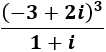 (−3 + 2i)³
1 + i